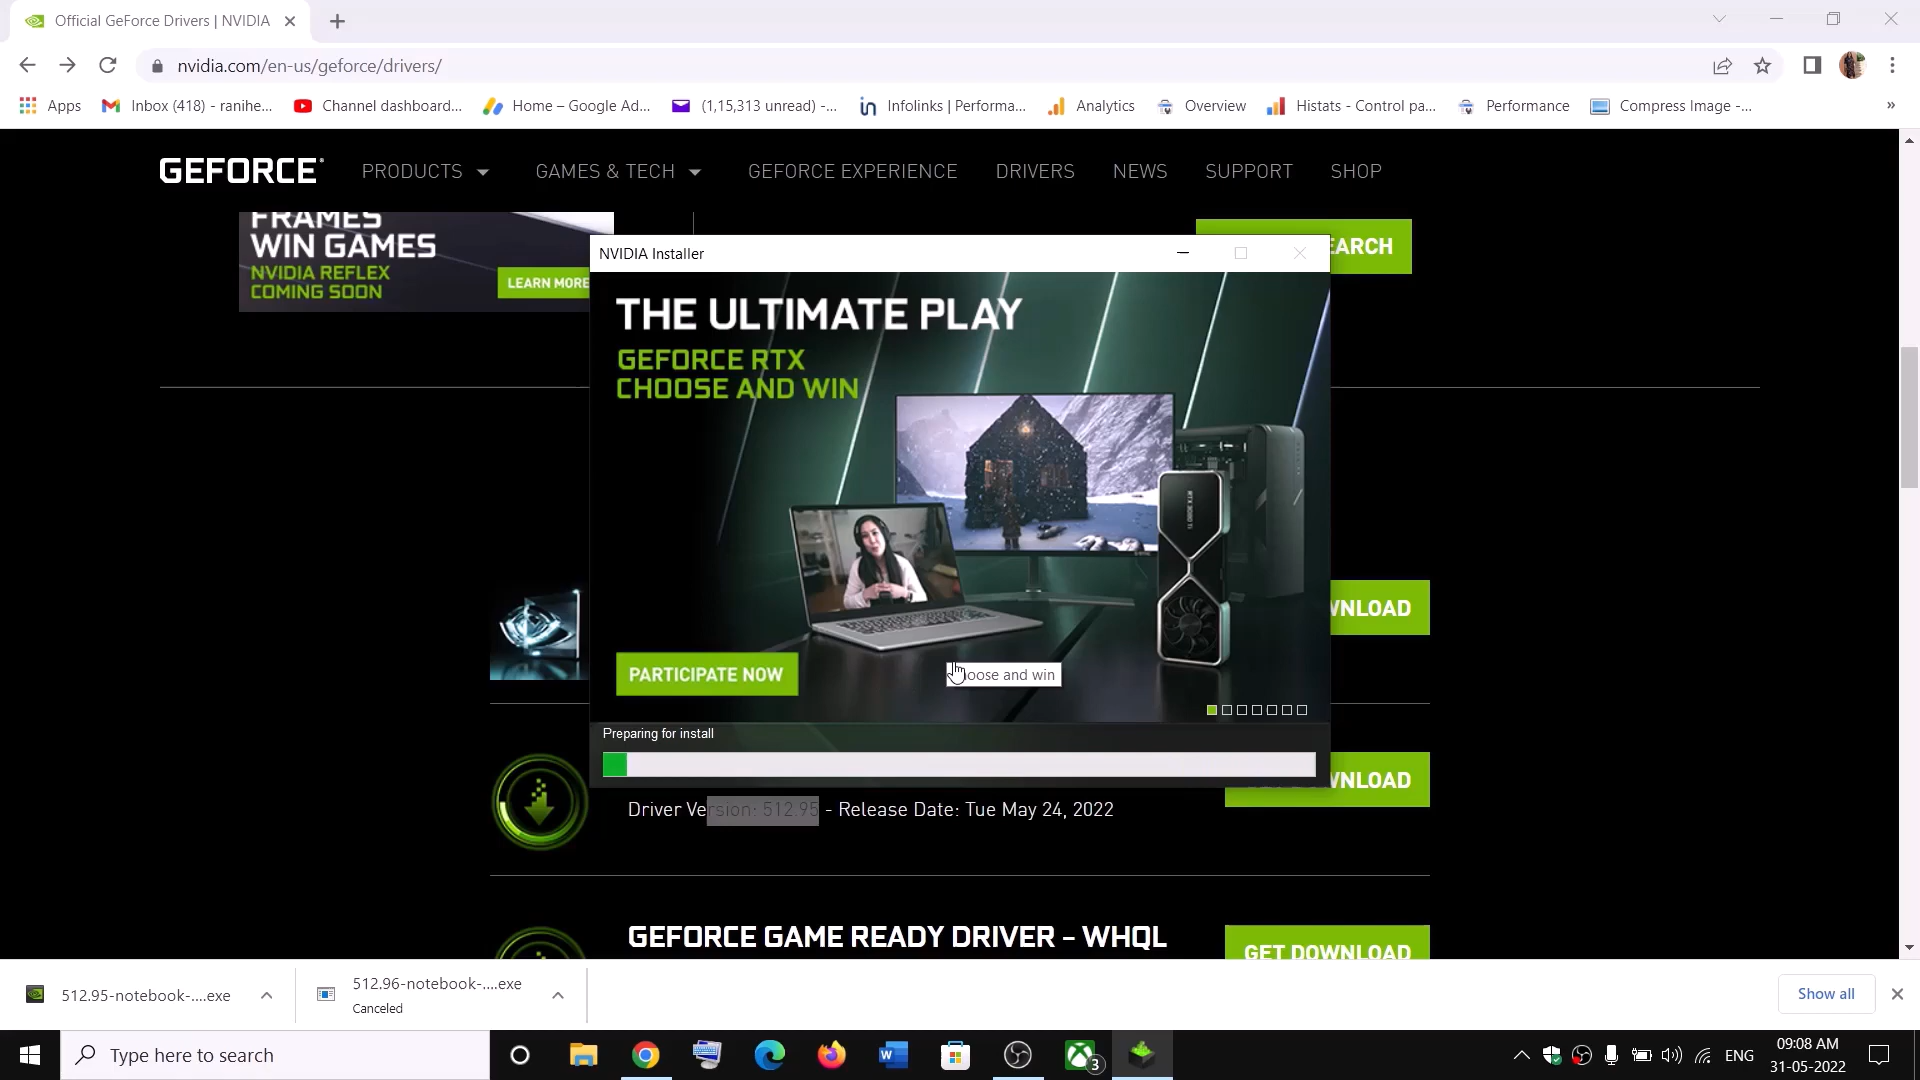 Official GeForce Drivers | NVIDIA
nvidia.com/en-us/geforce/drivers/
Apps
Inbox (418) - ranihe...
Channel dashboard...
Home – Google Ad...
(1,15,313 unread) -...
Infolinks | Performa...
Analytics
Overview
Histats - Control pa...
Performance
Compress Image -...
»
GEFORCE
PRODUCTS
GAMES & TECH
GEFORCE EXPERIENCE
DRIVERS
NEWS
SUPPORT
SHOP
FRAMES
WIN GAMES
NVIDIA REFLEX
COMING SOON
LEARN MORE
EARCH
NVIDIA Installer
THE ULTIMATE PLAY
GEFORCE RTX
CHOOSE AND WIN
PARTICIPATE NOW
oose and win
Preparing for install
WNLOAD
WNLOAD
Driver Version: 512.95 - Release Date: Tue May 24, 2022
GEFORCE GAME READY DRIVER – WHQL
GET DOWNLOAD
512.95-notebook-....exe
512.96-notebook-....exe
Canceled
Show all
Type here to search
3
ENG
09:08 AM
31-05-2022